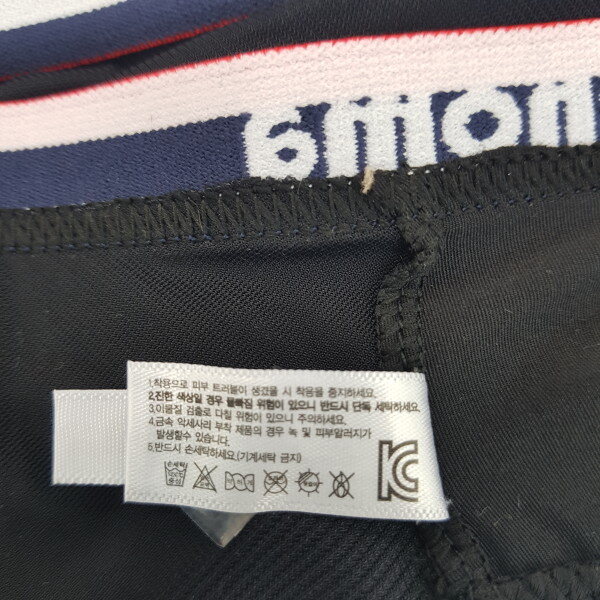 1.착용으로 피부 트러블이 생겼을 시 착용을 중지하세요.
2.진한 색상일 경우 물빠짐 위험이 있으니 반드시 단독 세탁하세요.
3.이물질 검출로 다칠 위험이 있으니 주의하세요.
4.금속 악세사리 부착 제품의 경우 녹 및 피부알러지가
발생할수 있습니다.
5.반드시 손세탁하세요.(기계세탁 금지)
손세탁
중성
KC